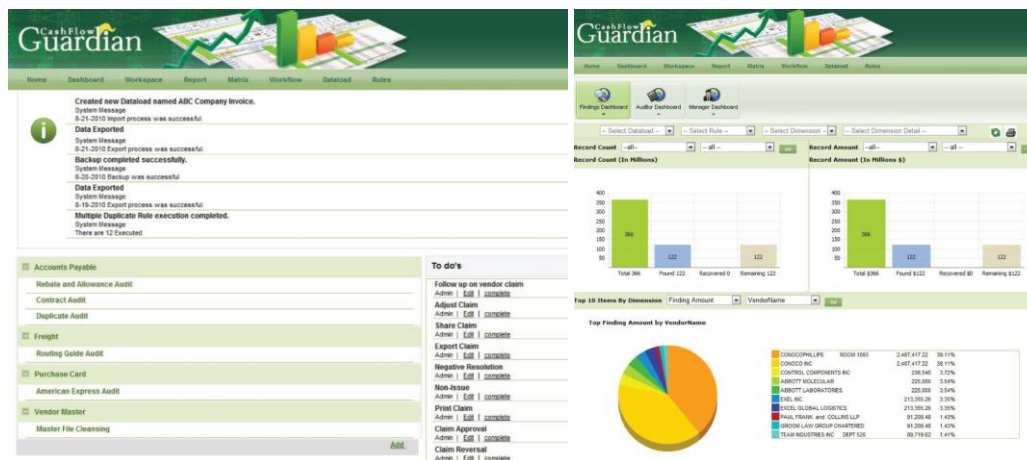 CashFlow
Guardian
Home Dashboard Workspace Report Matrix Workflow Dataload Rules
Created new Dataload named ABC Company Invoice.
System Message
8-21-2010 Import process was successful.
Data Exported
System Message
8-21-2010 Export process was successful.
Backup completed successfully.
System Message
8-20-2010 Backup was successful
Data Exported
System Message
8-19-2010 Export process was successful.
Multiple Duplicate Rule execution completed.
System Message
There are 12 Executed
Accounts Payable
Rebate and Allowance Audit
Contract Audit
Duplicate Audit
Freight
Routing Guide Audit
Purchase Card
American Express Audit
Vendor Master
Master File Cleansing
Add
To do's
Follow up on vendor claim
Admin | Edit | complete
Adjust Claim
Admin | Edit | complete
Share Claim
Admin | Edit | complete
Export Claim
Admin | Edit | complete
Negative Resolution
Admin | Edit | complete
Non-Issue
Admin | Edit | complete
Print Claim
Admin | Edit | complete
Claim Approval
Admin | Edit | complete
Claim Reversal
Admin | Edit | complete
CashFlow
Guardian
Home Dashboard Workspace Report Matrix Workflow Dataload Rules
Findings Dashboard Auditor Dashboard Manager Dashboard
-- Select Dataload -- -- Select Rule -- -- Select Dimension -- -- Select Dimension Detail --
Record Count --all-- -- all -- Record Amount --all-- -- all --
Record Count (In Millions) Record Amount (In Millions $)
400 400
350 350
300 300
250 250
200 200
150 150
100 100
50 50
366 122 122 366 122 122
Total 366 Found 122 Recovered 0 Remaining 122 Total $366 Found $122 Recovered $0 Remaining $122
Top 10 Items By Dimension Finding Amount VendorName
Top Finding Amount by VendorName
CONOCOPHILLIPS ROOM 1093 2,487,417.22 39.11%
CONOCO INC 2,487,417.22 39.11%
CONTROL COMPONENTS INC 236,540 3.72%
ABBOTT MOLECULAR 225,000 3.54%
ABBOTT LABORATORIES 225,000 3.54%
EXEL INC 213,355.26 3.35%
EXCEL GLOBAL LOGISTICS 213,355.26 3.35%
PAUL FRANK and COLLINS LLP 91,208.48 1.43%
GROOM LAW GROUP CHARTERED 91,208.48 1.43%
TEAM INDUSTRIES INC DEPT 520 89,719.62 1.41%